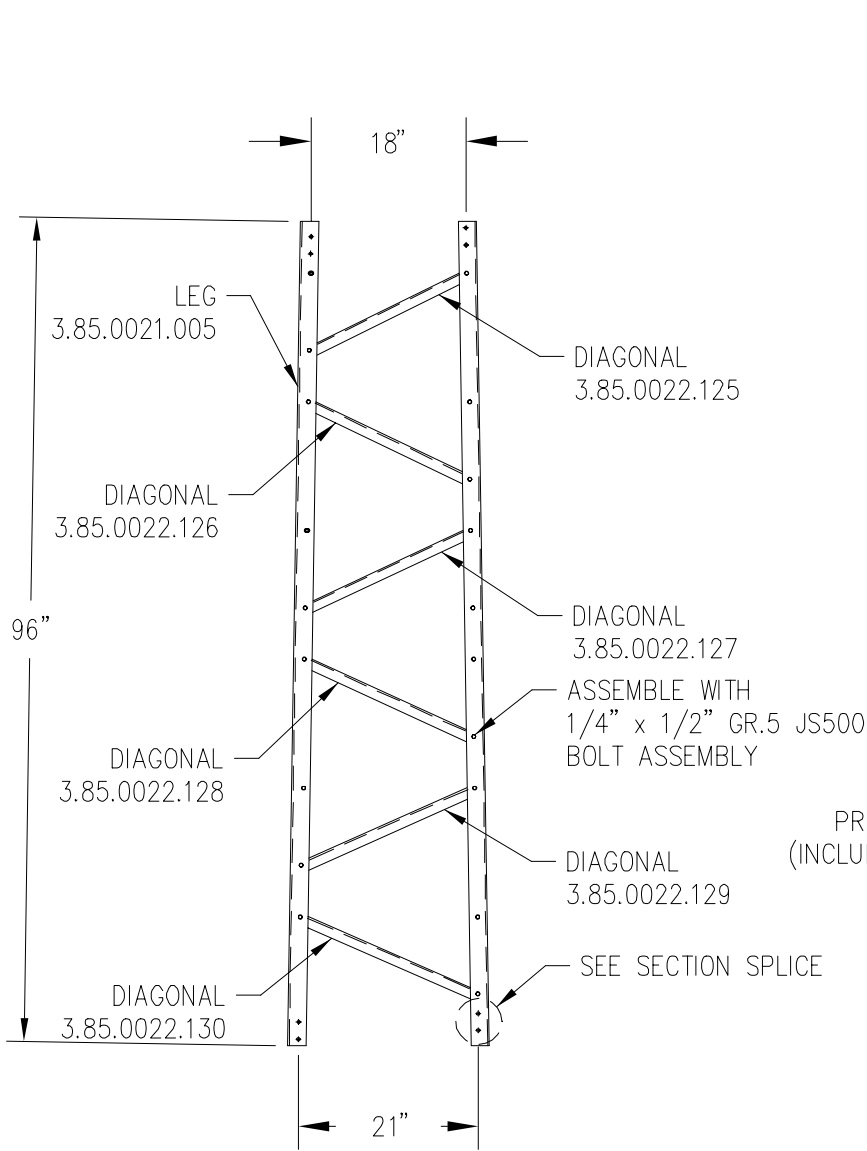 18"
LEG
3.85.0021.005
DIAGONAL
3.85.0022.125
DIAGONAL
3.85.0022.126
96"
DIAGONAL
3.85.0022.127
ASSEMBLE WITH
1/4" x 1/2" GR.5 JS500
BOLT ASSEMBLY
DIAGONAL
3.85.0022.128
PR
(INCLU
DIAGONAL
3.85.0022.129
SEE SECTION SPLICE
DIAGONAL
3.85.0022.130
21"